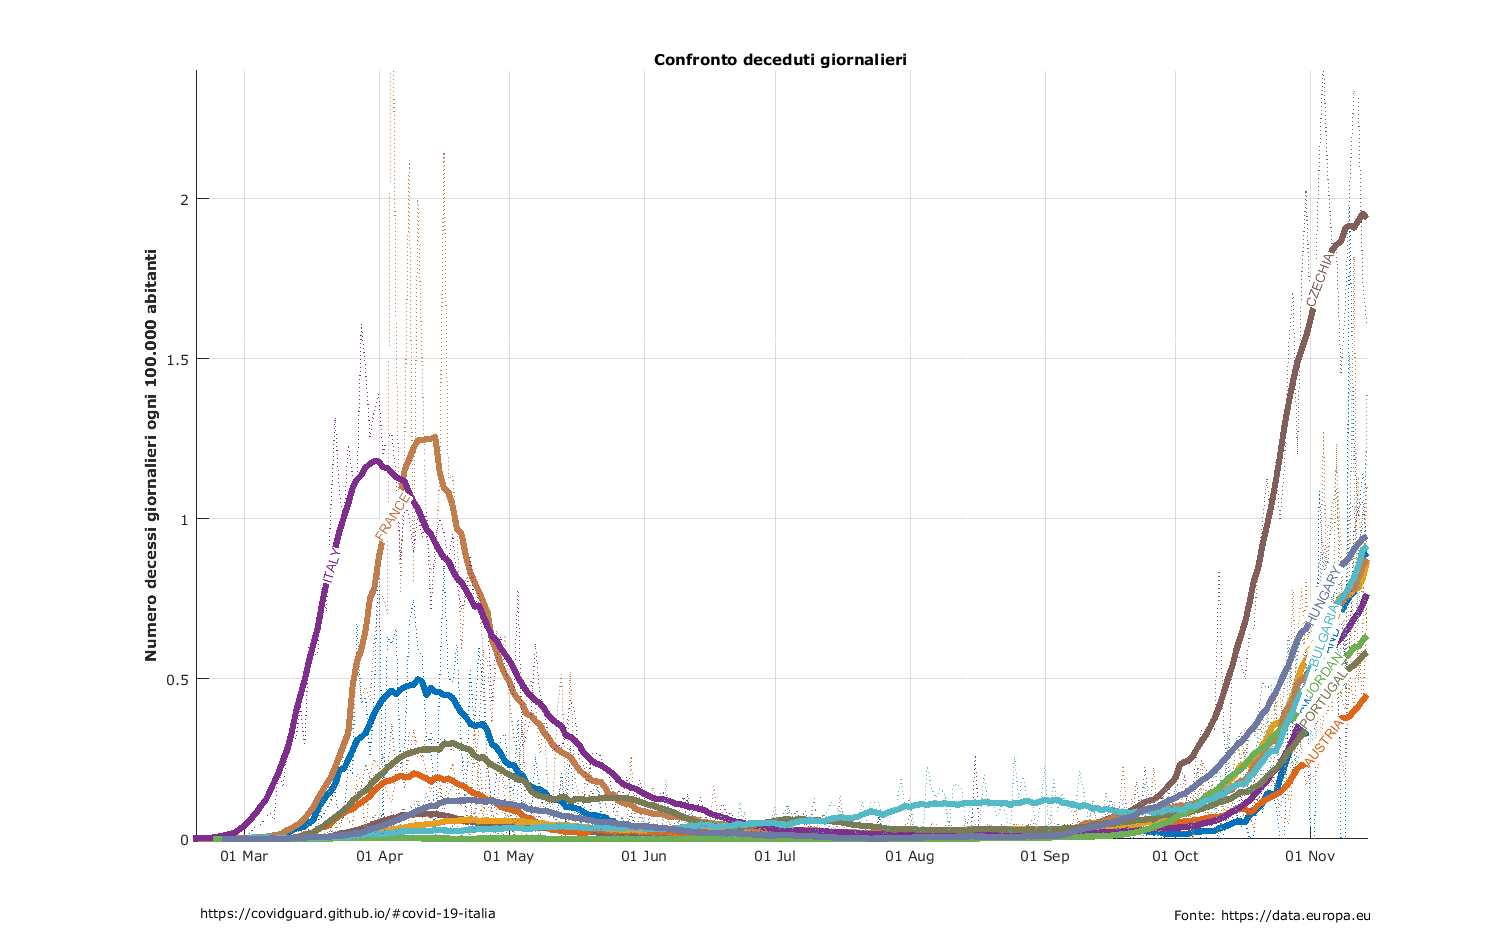 Confronto deceduti giornalieri
Numero decessi giornalieri ogni 100.000 abitanti
2
1.5
1
0.5
0
01 Mar
01 Apr
01 May
01 Jun
01 Jul
01 Aug
01 Sep
01 Oct
01 Nov
ITALY
FRANCE
CZECHIA
HUNGARY
BULGARIA
JORDAN
PORTUGAL
AUSTRIA
https://covidguard.github.io/#covid-19-italia
Fonte: https://data.europa.eu